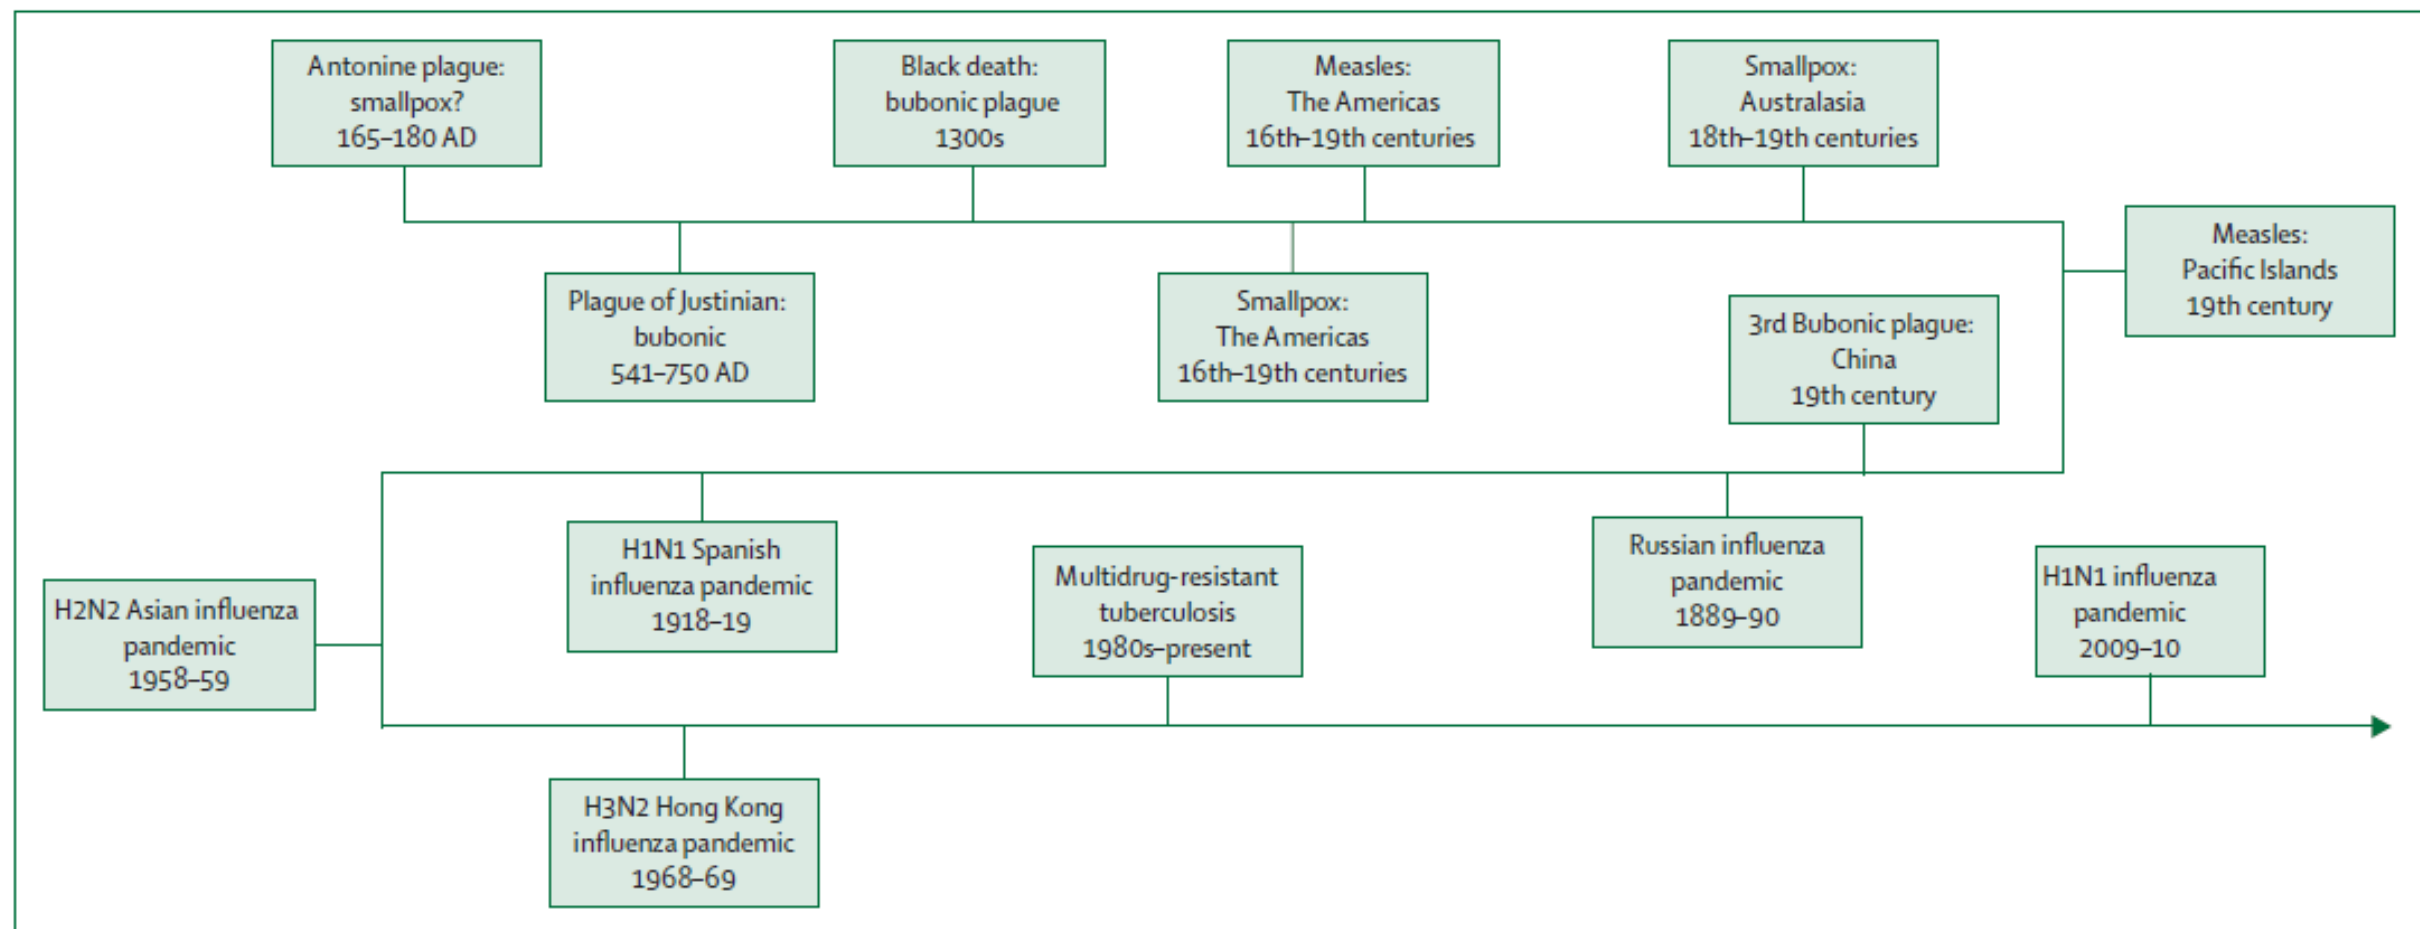 Antonine plague:
smallpox?
165–180 AD
Black death:
bubonic plague
1300s
Measles:
The Americas
16th–19th centuries
Smallpox:
Australasia
18th–19th centuries
Measles:
Pacific Islands
19th century
Plague of Justinian:
bubonic
541–750 AD
Smallpox:
The Americas
16th–19th centuries
3rd Bubonic plague:
China
19th century
H2N2 Asian influenza
pandemic
1958–59
H1N1 Spanish
influenza pandemic
1918–19
Multidrug-resistant
tuberculosis
1980s–present
Russian influenza
pandemic
1889–90
H1N1 influenza
pandemic
2009–10
H3N2 Hong Kong
influenza pandemic
1968–69